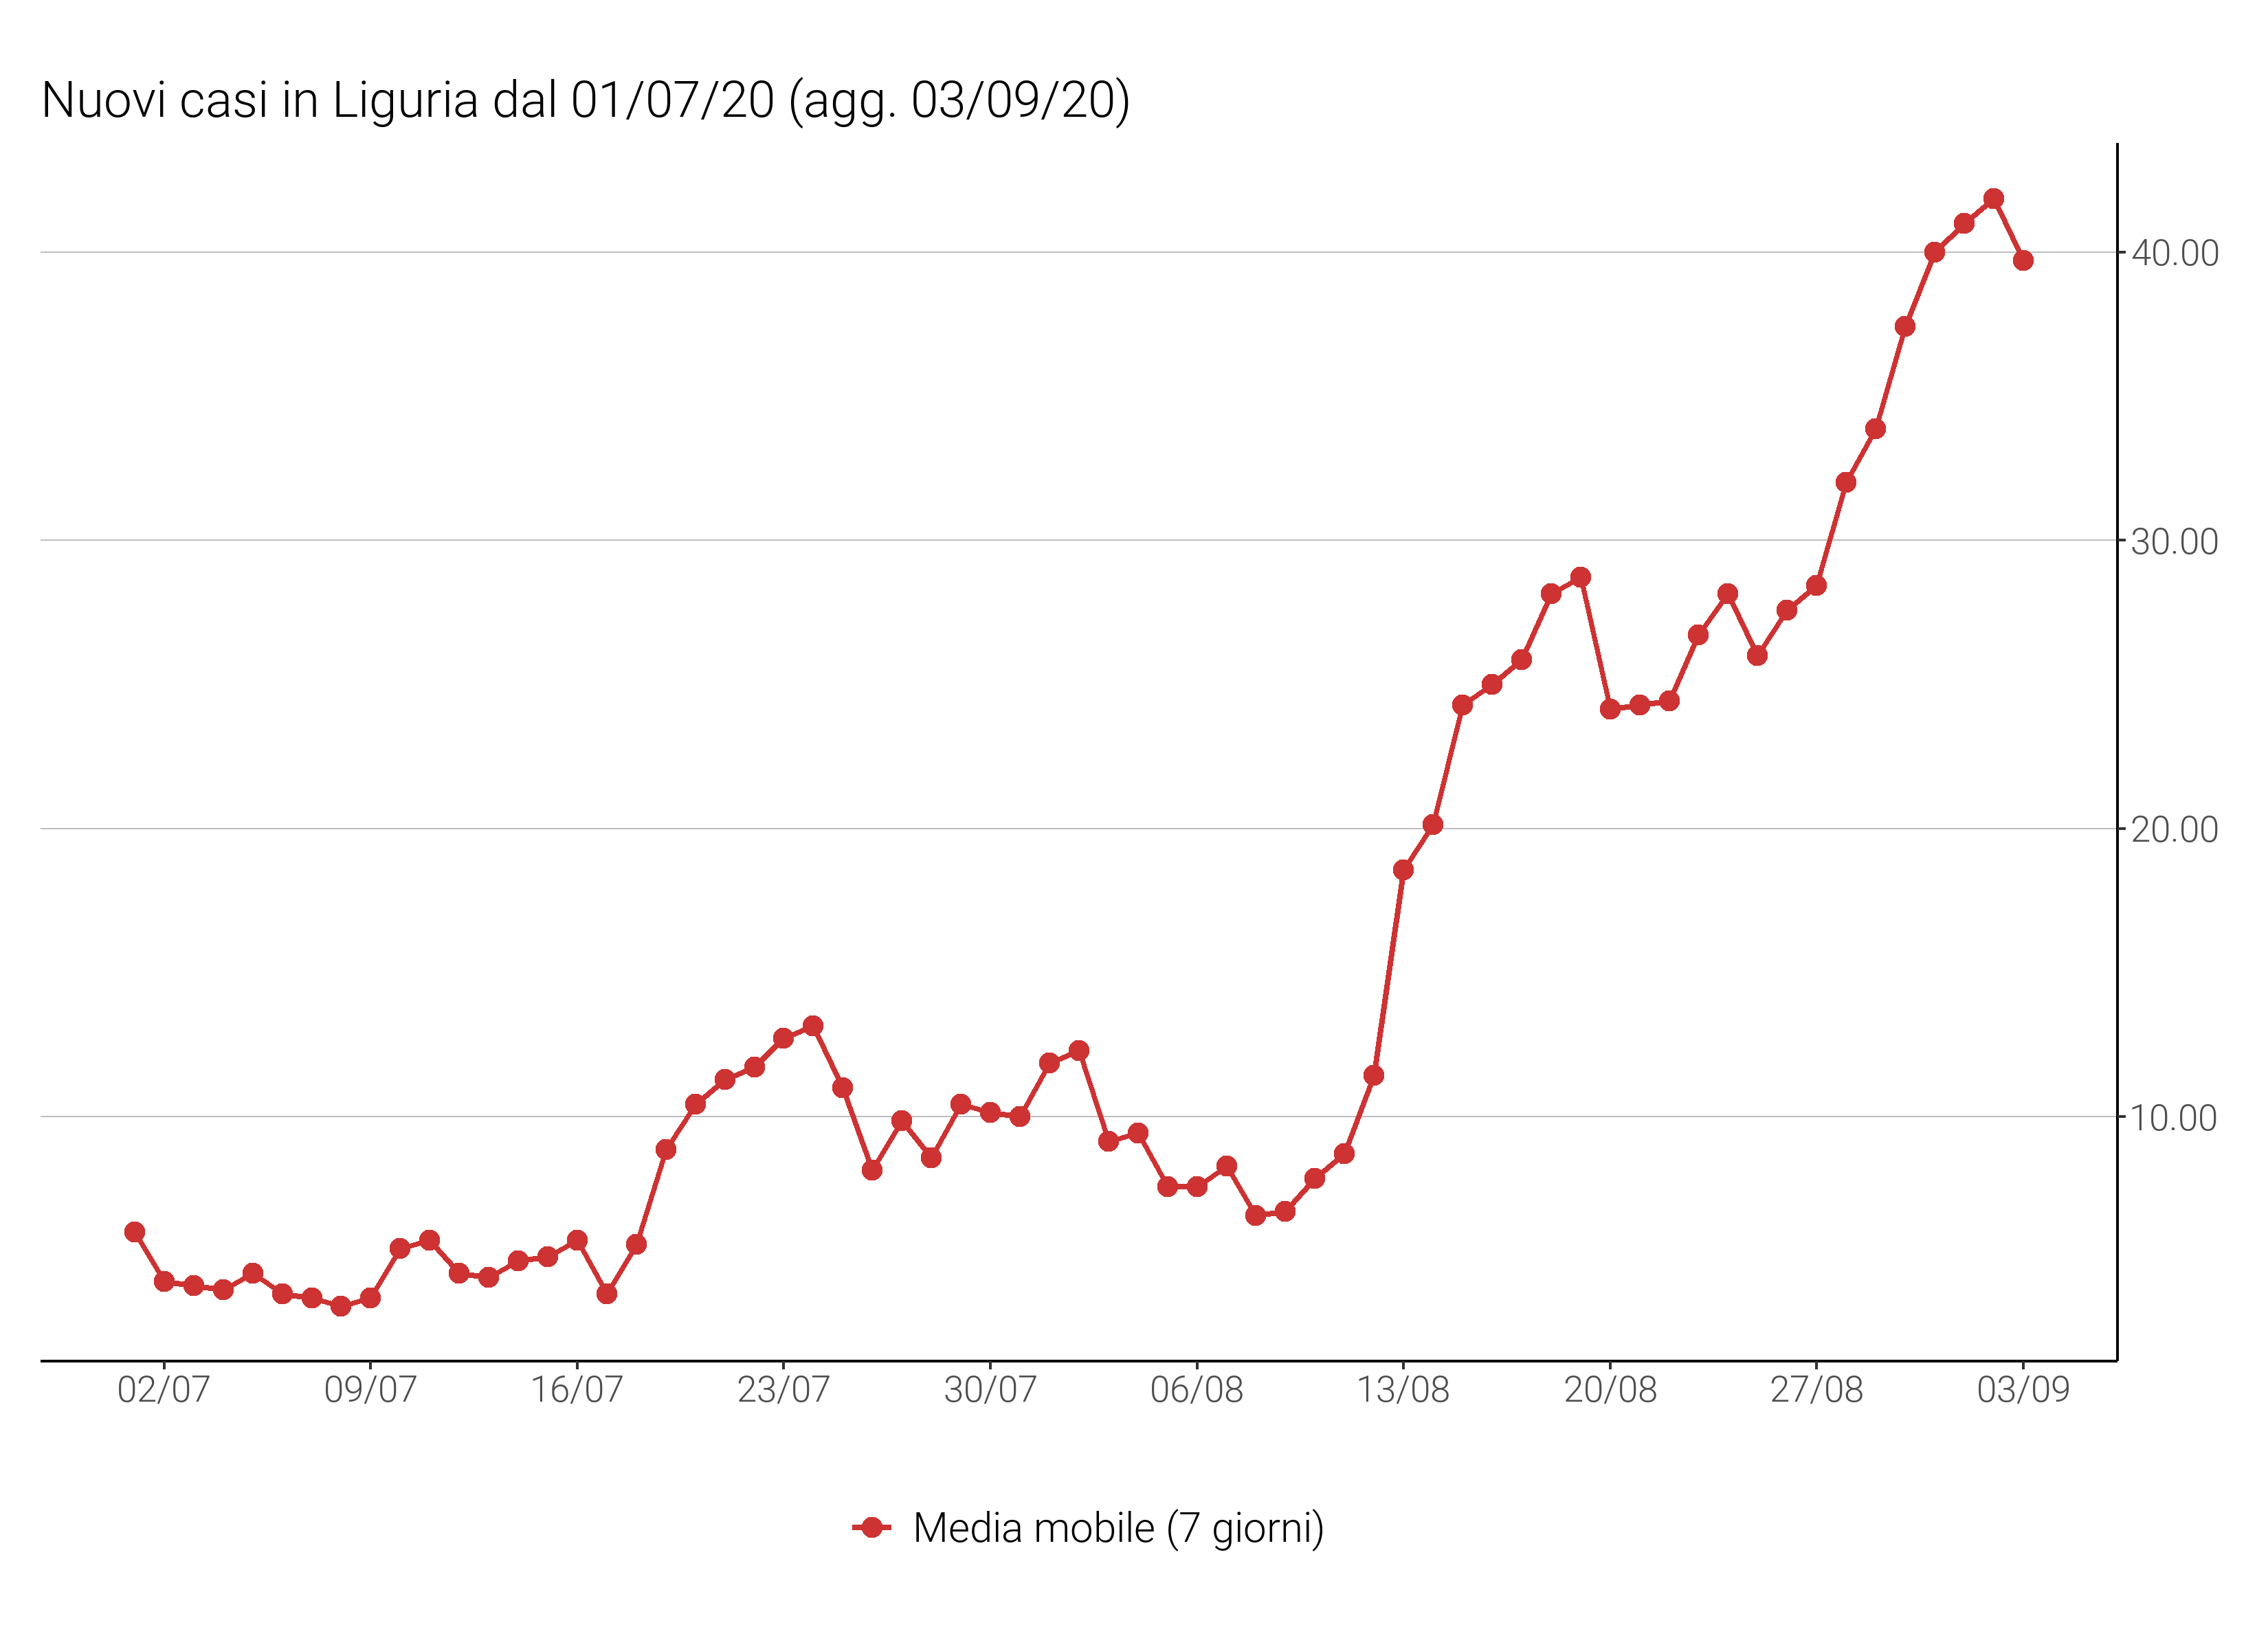 Nuovi casi in Liguria dal 01/07/20 (agg. 03/09/20)
40.00
30.00
20.00
10.00
02/07 09/07 16/07 23/07 30/07 06/08 13/08 20/08 27/08 03/09
Media mobile (7 giorni)